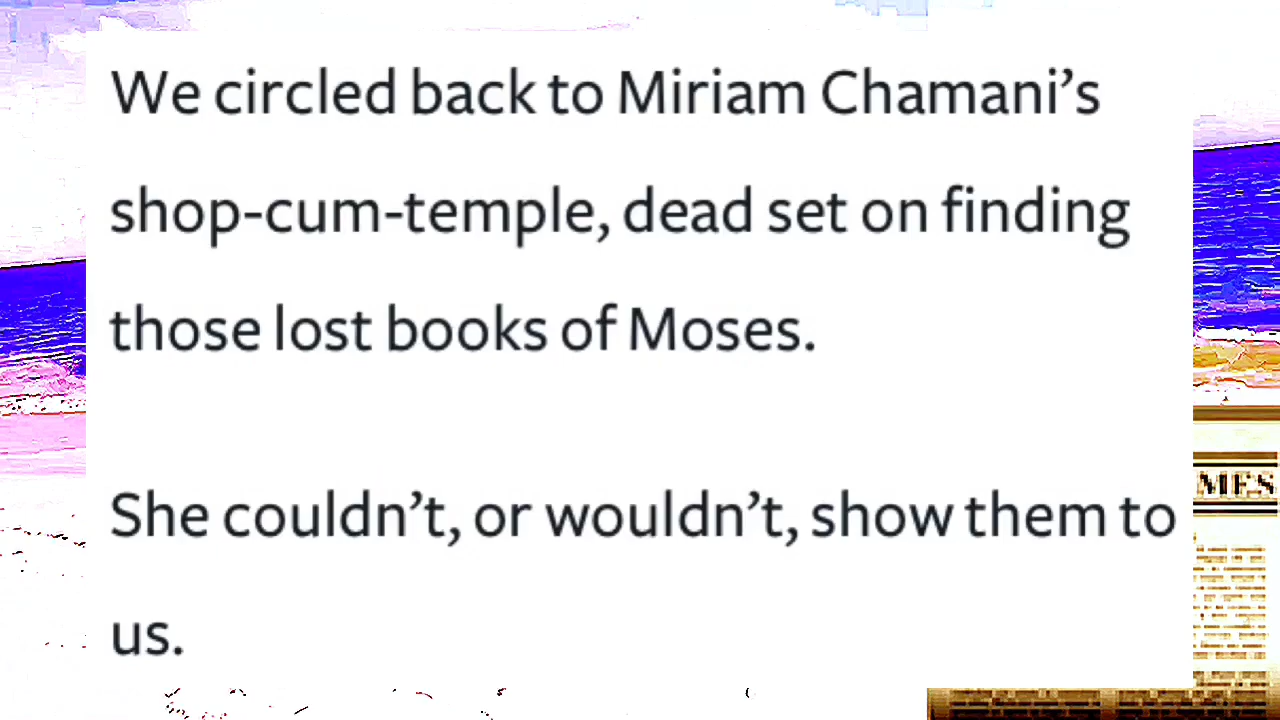 We circled back to Miriam Chamani’s
shop-cum-temple, dead set on finding
those lost books of Moses.
She couldn’t, or wouldn’t, show them to
us.
MES